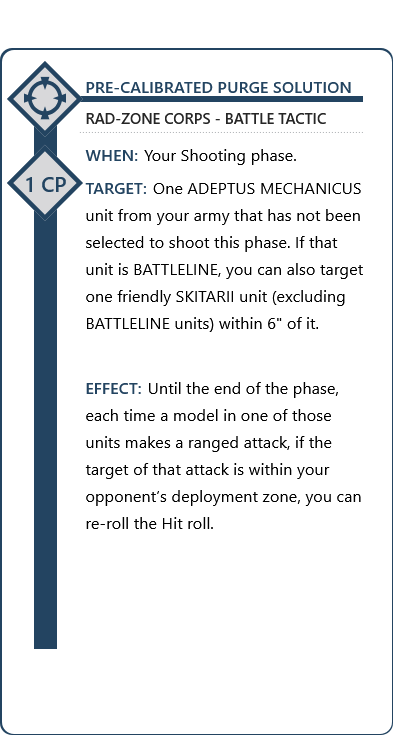 PRE-CALIBRATED PURGE SOLUTION
RAD-ZONE CORPS - BATTLE TACTIC
WHEN: Your Shooting phase.
1 CP
TARGET: One ADEPTUS MECHANICUS
unit from your army that has not been
selected to shoot this phase. If that
unit is BATTLELINE, you can also target
one friendly SKITARII unit (excluding
BATTLELINE units) within 6" of it.
EFFECT: Until the end of the phase,
each time a model in one of those
units makes a ranged attack, if the
target of that attack is within your
opponent’s deployment zone, you can
re-roll the Hit roll.